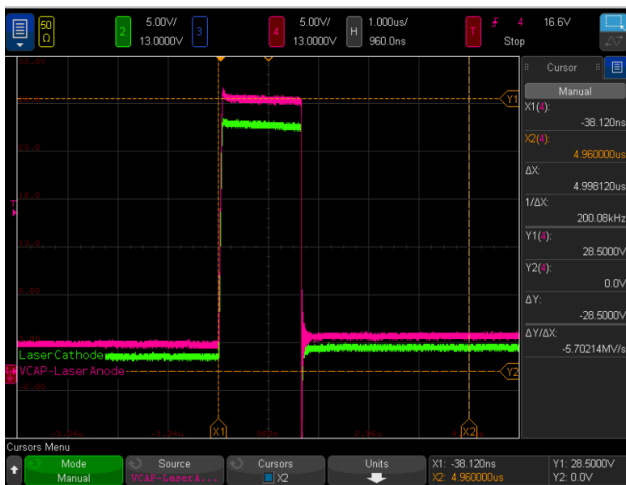 50 Ω
2 5.00V/ 13.0000V
3
4 5.00V/ 13.0000V
H 1.000us/ 960.0ns
T 4 16.6V
Stop
Cursor
Manual
X1(4):
-38.120ns
X2(4):
4.960000us
ΔX:
4.998120us
1/ΔX:
200.08kHz
Y1(4):
28.5000V
Y2(4):
0.0V
ΔY:
-28.5000V
ΔY/ΔX:
-5.70214MV/s
Y1
T
LaserCathode
VCAP-LaserAnode
Y2
X1
X2
Cursors Menu
Mode
Manual
Source
VCAP-LaserA...
Cursors
X2
Units
X1: -38.120ns
X2: 4.960000us
Y1: 28.5000V
Y2: 0.0V